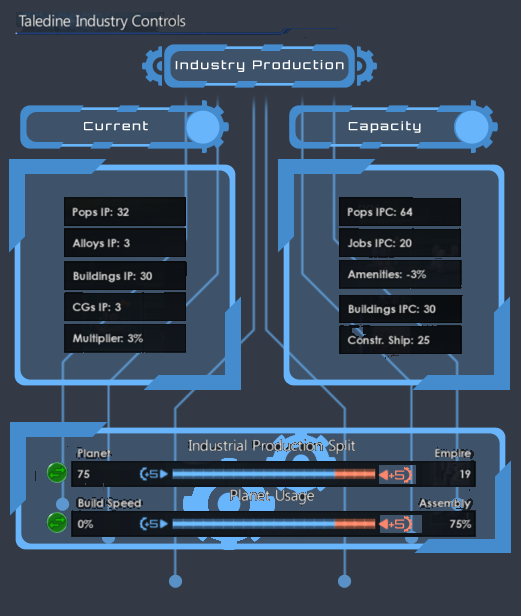 Taledine Industry Controls
Industry Production
Current
Capacity
Pops IP: 32
Alloys IP: 3
Buildings IP: 30
CGs IP: 3
Multiplier: 3%
Pops IPC: 64
Jobs IPC: 20
Amenities: -3%
Buildings IPC: 30
Constr. Ship: 25
Industrial Production Split
Planet
Empire
75
+5
+5
19
Planet Usage
Build Speed
Assembly
0%
+5
+5
75%